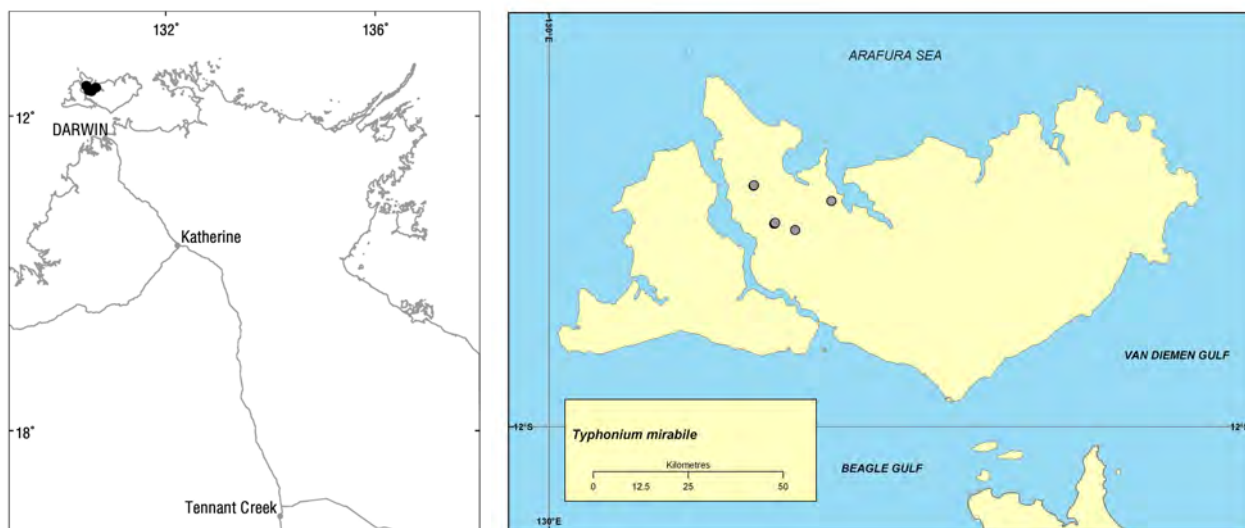 132°
136°
12°
DARWIN
Katherine
18°
Tennant Creek
130°E
ARAFURA SEA
VAN DIEMEN GULF
12°S
Typhonium mirabile
Kilometres
0 12.5 25 50
BEAGLE GULF
130°E